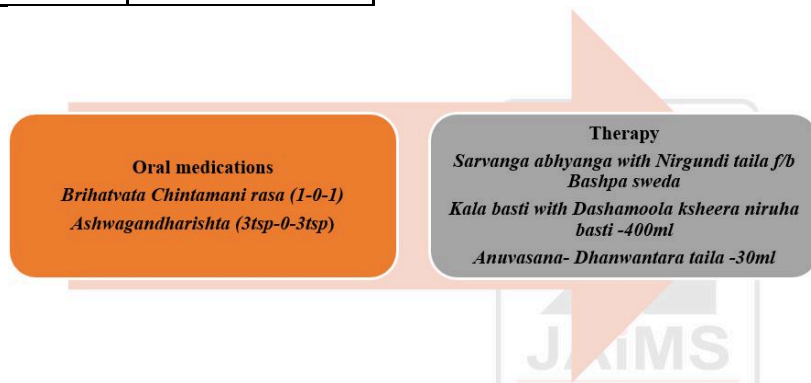 Oral medications
Brihatvata Chintamani rasa (1-0-1)
Ashwagandharishta (3tsp-0-3tsp)
Therapy
Sarvanga abhyanga with Nirgundi taila f/b
Bashpa sweda
Kala basti with Dashamoola ksheera niruha
basti -400ml
Anuvasana- Dhanwantara taila -30ml
JAiMS